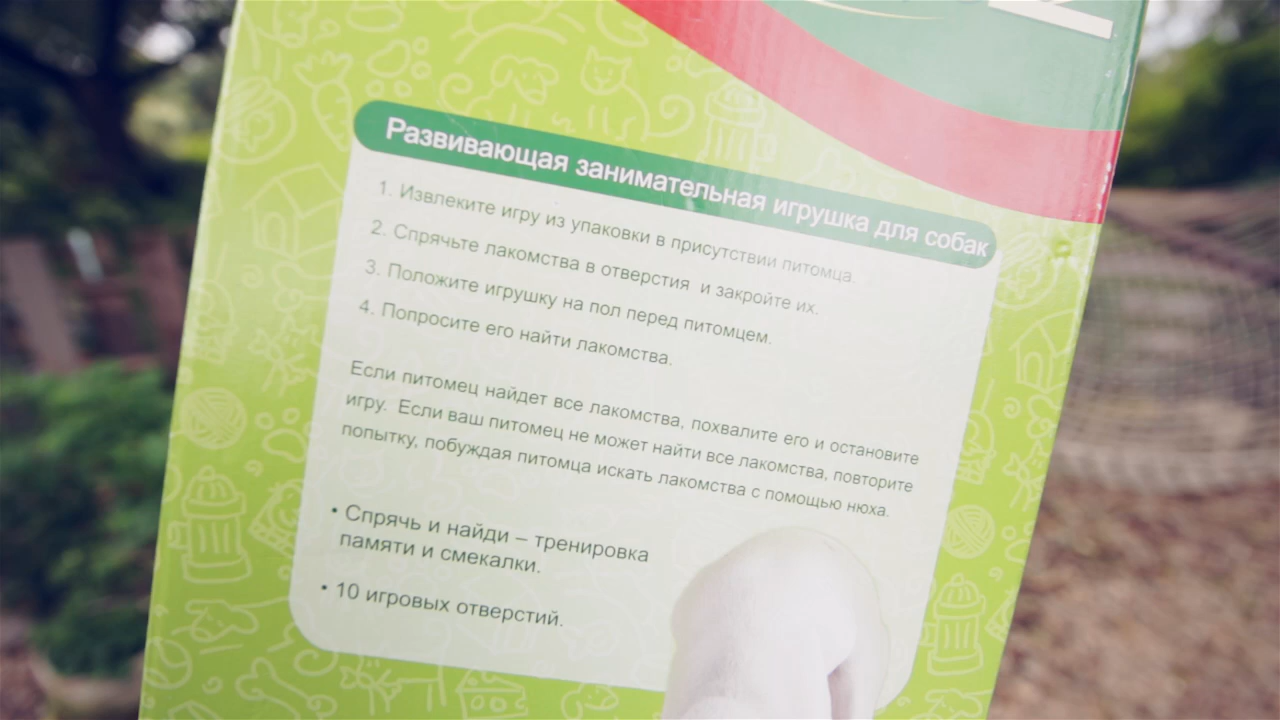 Развивающая занимательная игрушка для собак
1. Извлеките игру из упаковки в присутствии питомца.
2. Спрячьте лакомства в отверстия и закройте их.
3. Положите игрушку на пол перед питомцем.
4. Попросите его найти лакомства.
Если питомец найдет все лакомства, похвалите его и остановите
игру. Если ваш питомец не может найти все лакомства, повторите
попытку, побуждая питомца искать лакомства с помощью нюха.
• Спрячь и найди – тренировка
памяти и смекалки.
• 10 игровых отверстий.